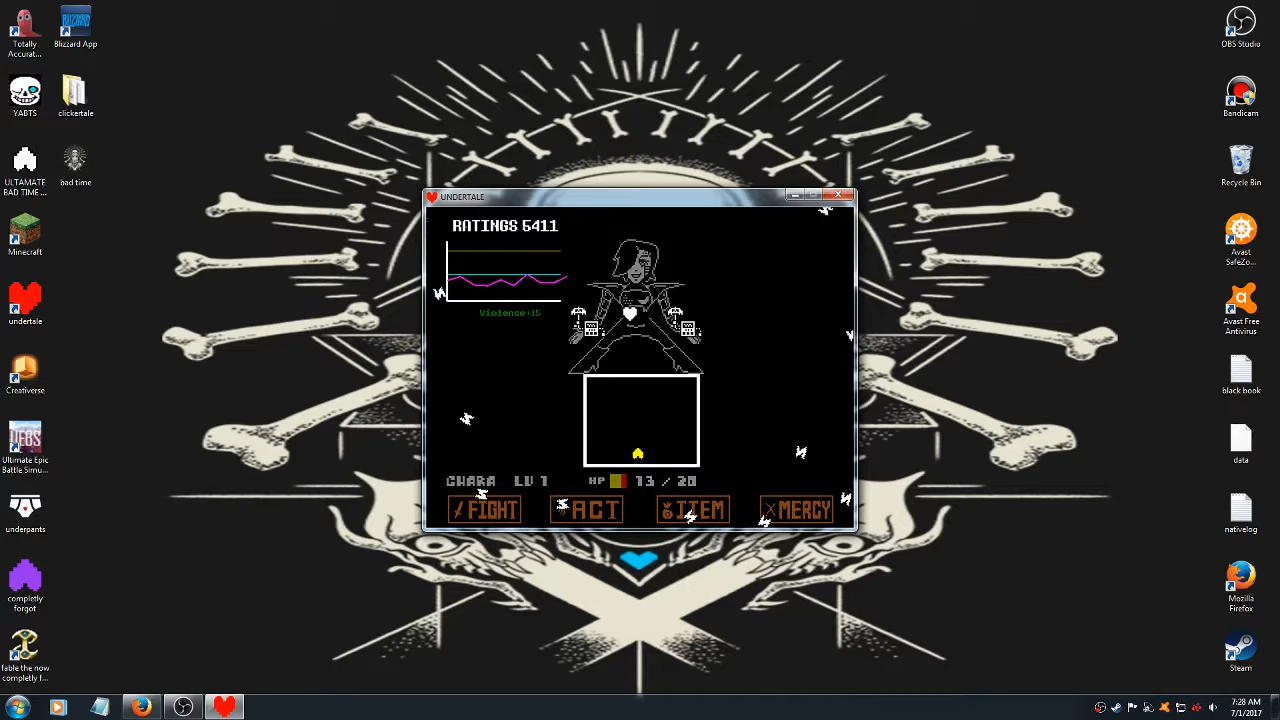 Totally
Accurat...
Blizzard App
YABTS
clickertale
ULTAMATE
BAD TIME...
bad time
Minecraft
undertale
Creativerse
Ultimate Epic
Battle Simu...
underpants
completly
forgot
fable the now
completly f...
UNDERTALE
RATINGS 5411
Violence+15
CHARA LV 1 HP 13 / 20
FIGHT ACT ITEM MERCY
OBS Studio
Bandicam
Recycle Bin
Avast
SafeZo...
Avast Free
Antivirus
black book
data
nativelog
Mozilla
Firefox
Steam
7:28 AM
7/1/2017